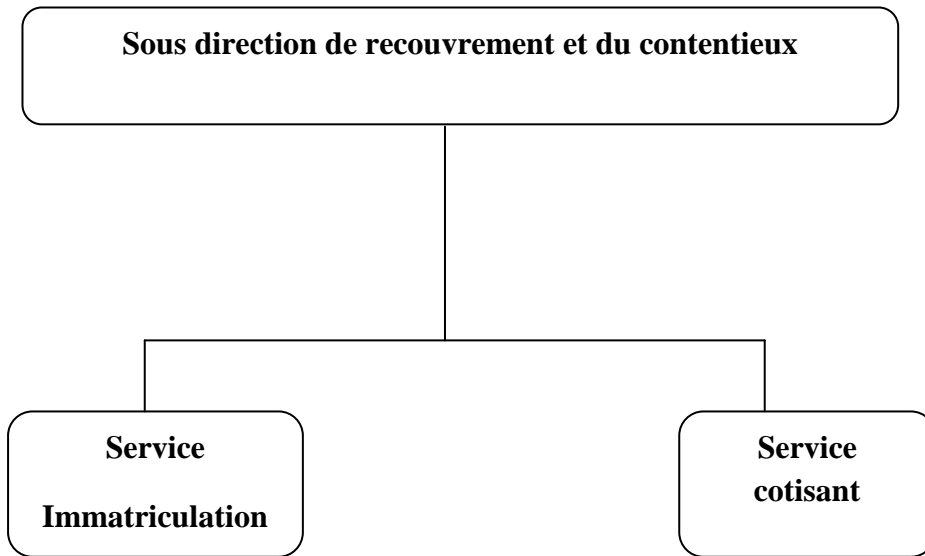 Sous direction de recouvrement et du contentieux
Service
Immatriculation
Service
cotisant